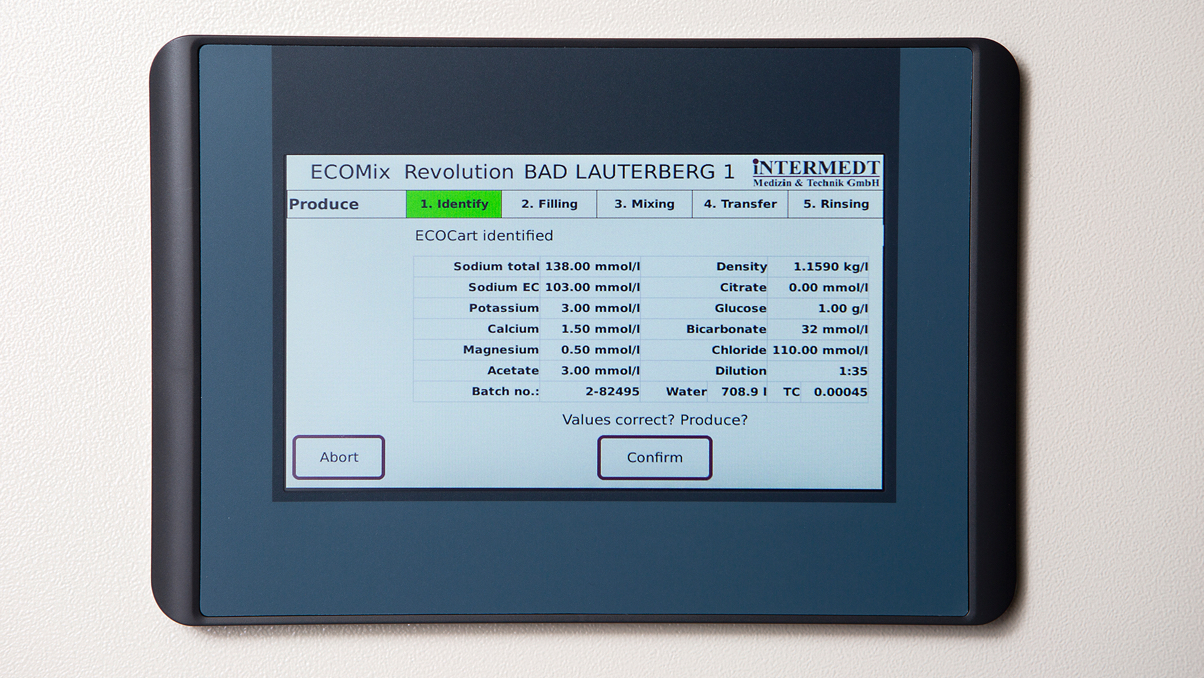 ECOMix Revolution BAD LAUTERBERG 1
iNTERMEDT
Medizin & Technik GmbH
Produce 1. Identify 2. Filling 3. Mixing 4. Transfer 5. Rinsing
ECOCart identified
Sodium total 138.00 mmol/l Density 1.1590 kg/l
Sodium EC 103.00 mmol/l Citrate 0.00 mmol/l
Potassium 3.00 mmol/l Glucose 1.00 g/l
Calcium 1.50 mmol/l Bicarbonate 32 mmol/l
Magnesium 0.50 mmol/l Chloride 110.00 mmol/l
Acetate 3.00 mmol/l Dilution 1:35
Batch no.: 2-82495 Water 708.9 l TC 0.00045
Values correct? Produce?
Abort Confirm